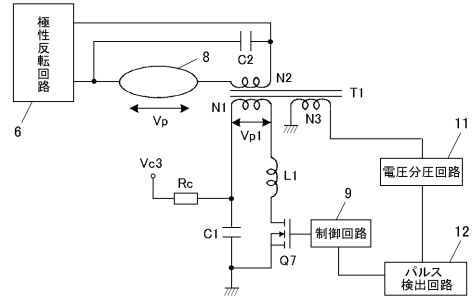 極性
反転
回路
6
8
C2
N2
Vp
N1
Vp1
T1
N3
11
電圧分圧回路
Vc3
Rc
L1
9
制御回路
C1
Q7
12
パルス
検出回路